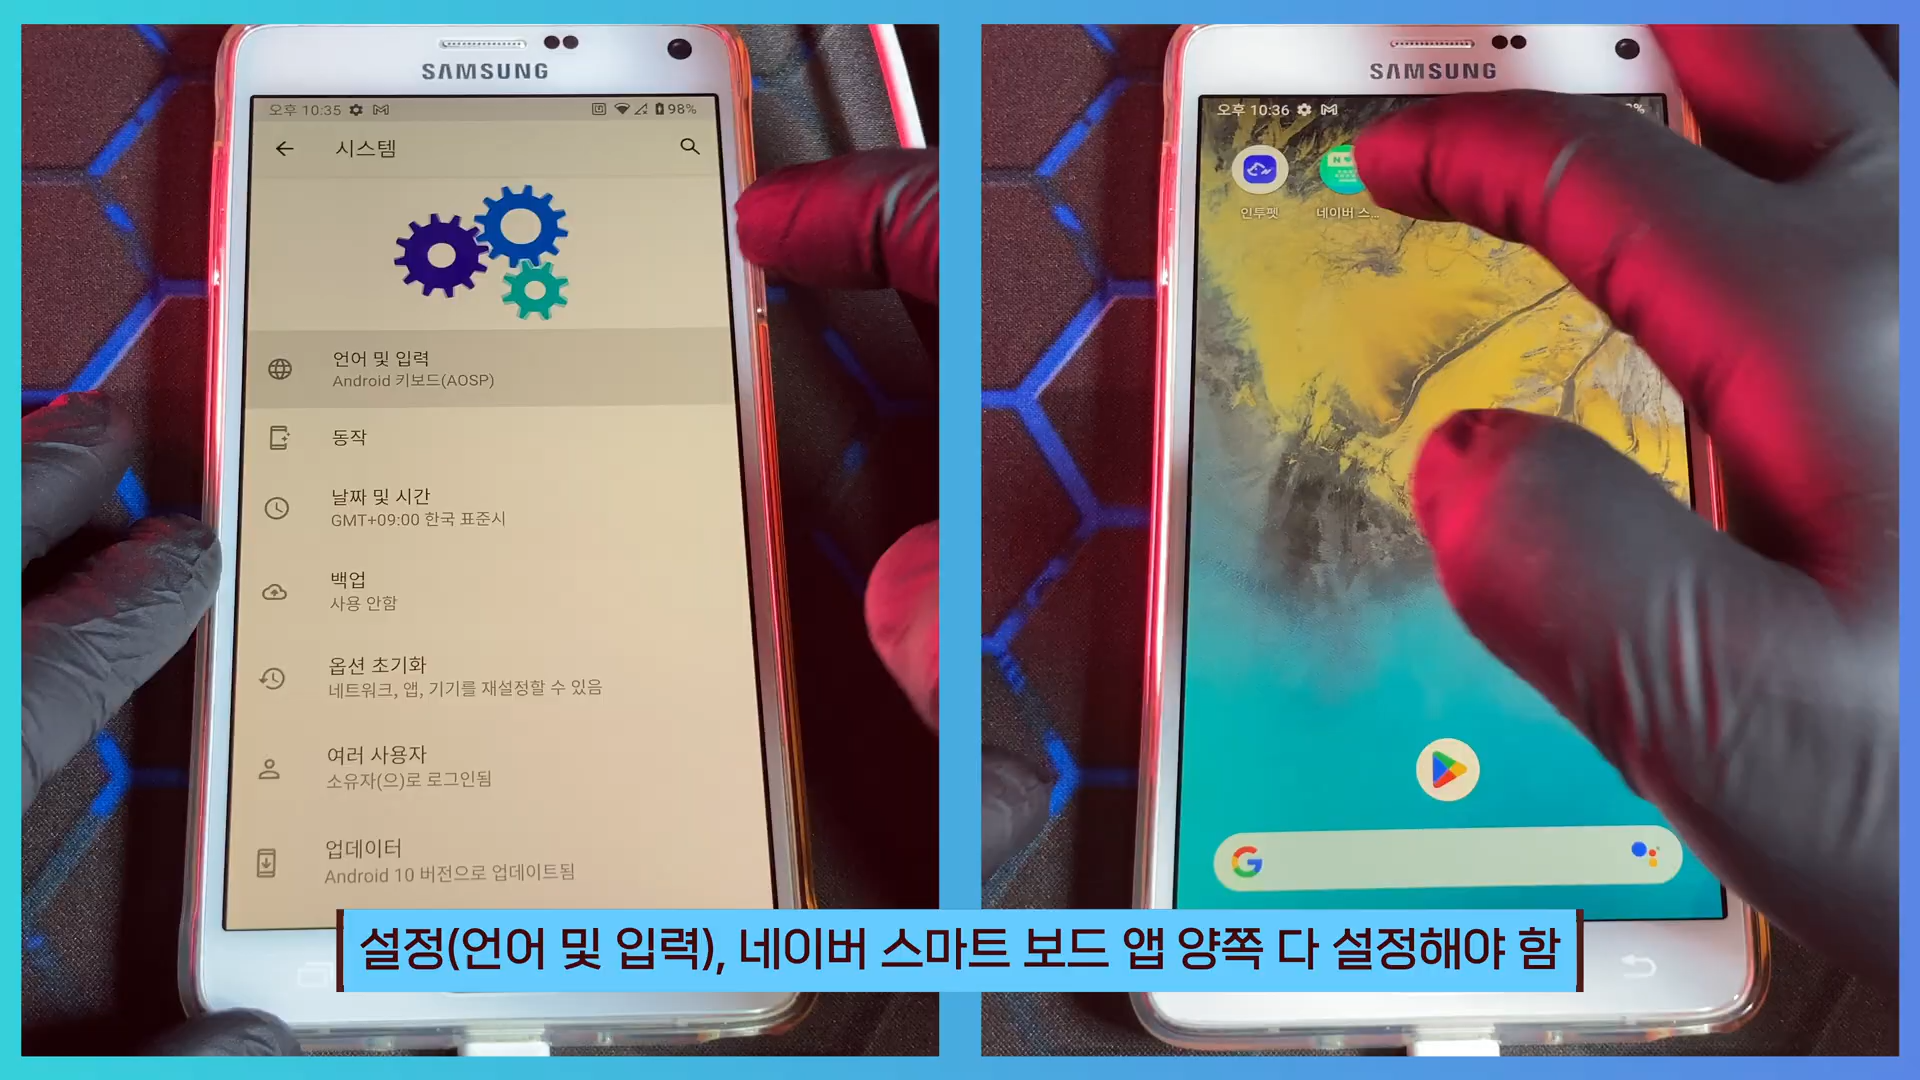 SAMSUNG
오후 10:35
98%
시스템
언어 및 입력
Android 키보드(AOSP)
동작
날짜 및 시간
GMT+09:00 한국 표준시
백업
사용 안함
옵션 초기화
네트워크, 앱, 기기를 재설정할 수 있음
여러 사용자
소유자(으)로 로그인됨
업데이터
Android 10 버전으로 업데이트됨
SAMSUNG
오후 10:36
인투펫
네이버 스...
설정(언어 및 입력), 네이버 스마트 보드 앱 양쪽 다 설정해야 함